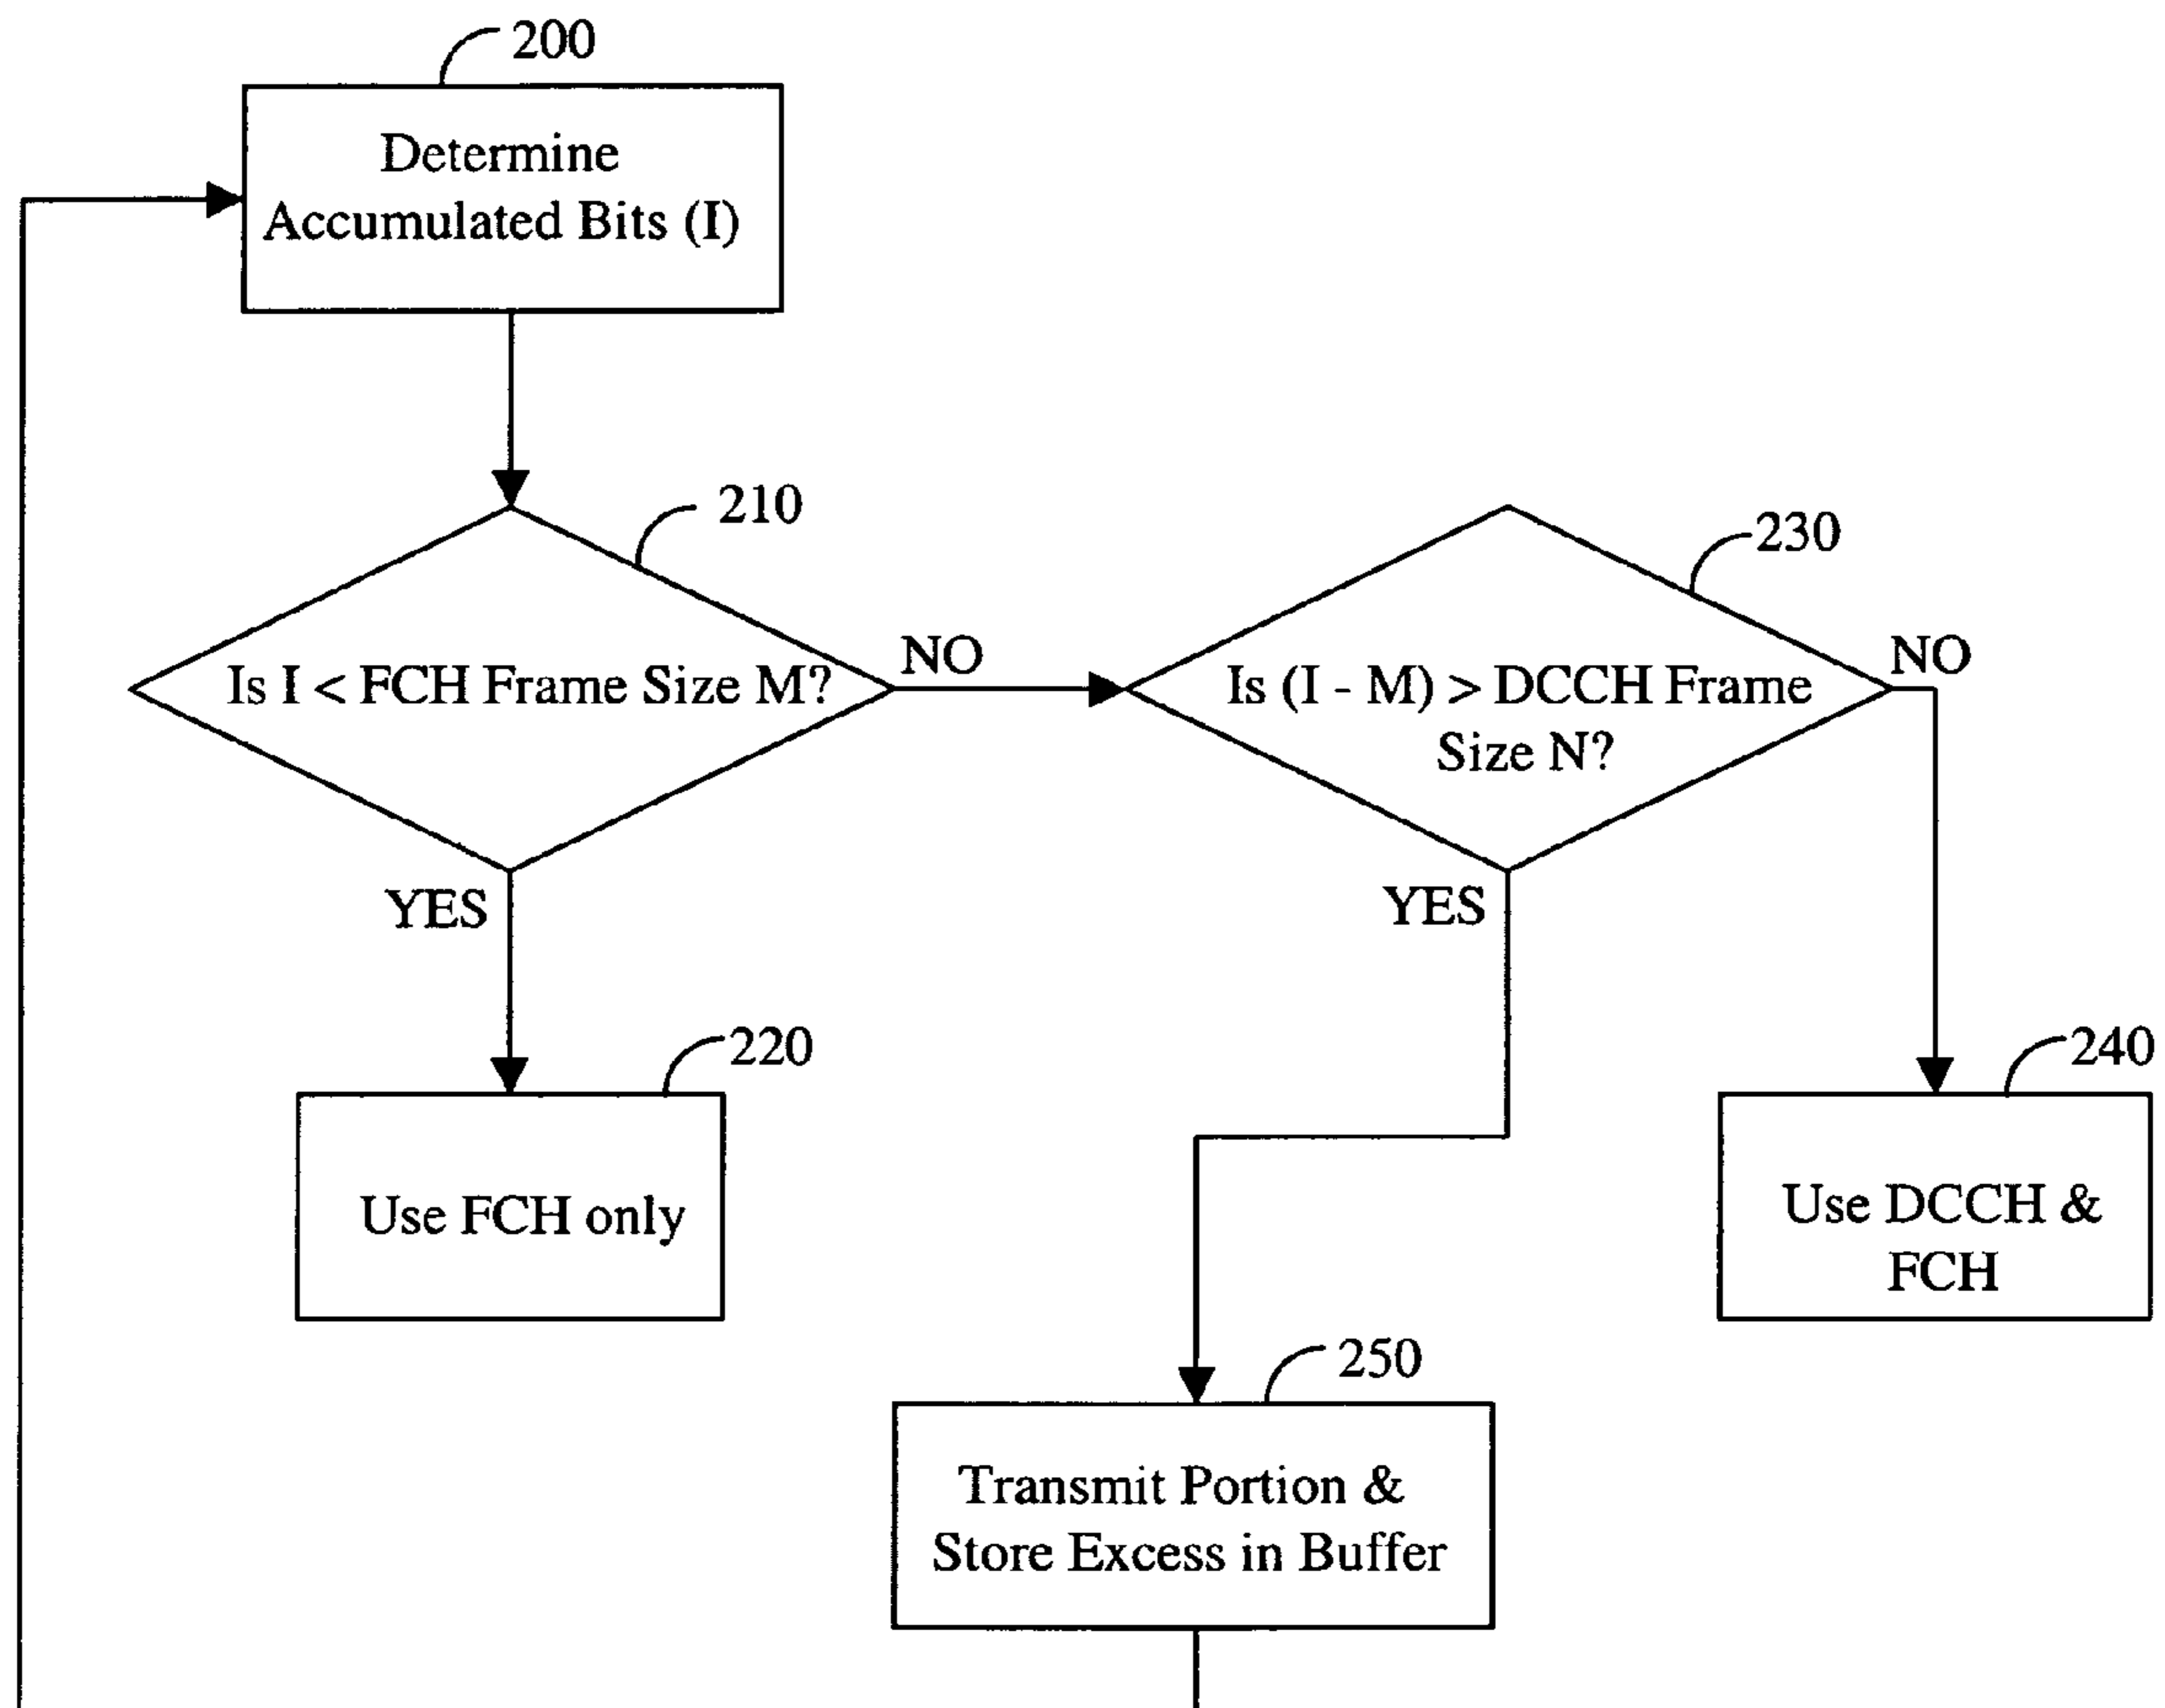 200
Determine
Accumulated Bits (I)
210
Is I < FCH Frame Size M?
NO
YES
230
Is (I - M) > DCCH Frame
Size N?
NO
YES
220
Use FCH only
240
Use DCCH &
FCH
250
Transmit Portion &
Store Excess in Buffer